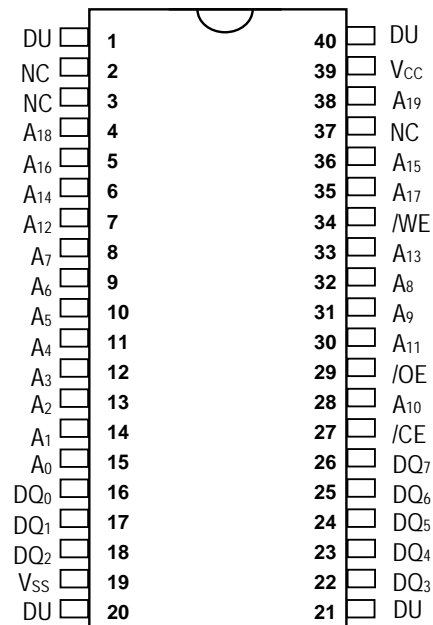 DU 1 40 DU
NC 2 39 VCC
NC 3 38 A19
A18 4 37 NC
A16 5 36 A15
A14 6 35 A17
A12 7 34 /WE
A7 8 33 A13
A6 9 32 A8
A5 10 31 A9
A4 11 30 A11
A3 12 29 /OE
A2 13 28 A10
A1 14 27 /CE
A0 15 26 DQ7
DQ0 16 25 DQ6
DQ1 17 24 DQ5
DQ2 18 23 DQ4
VSS 19 22 DQ3
DU 20 21 DU